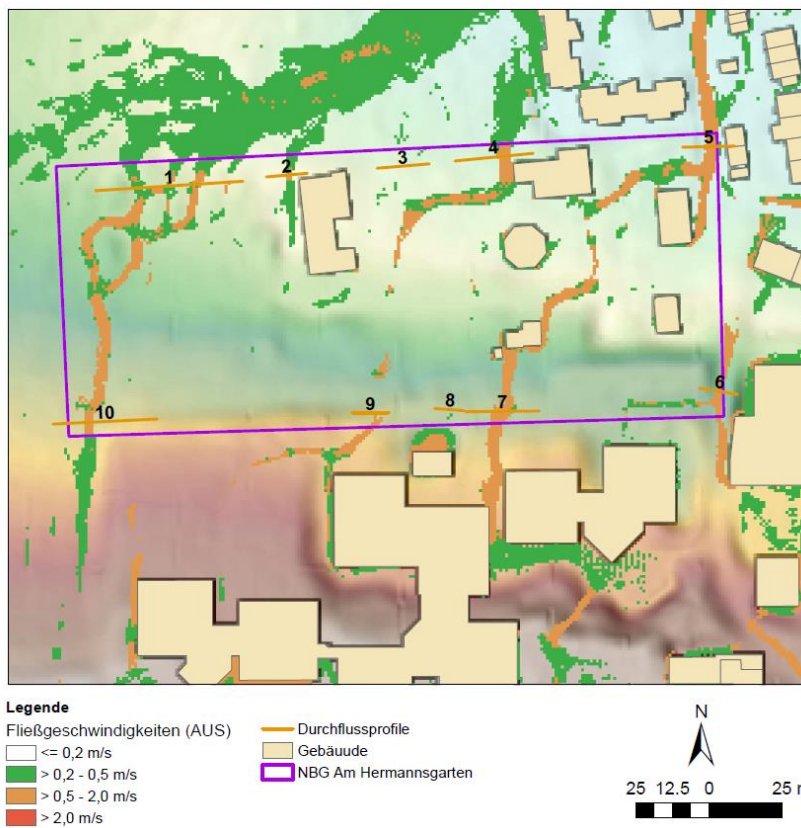 1
2
3
4
5
6
7
8
9
10
Legende
Fließgeschwindigkeiten (AUS)
<= 0,2 m/s
> 0,2 - 0,5 m/s
> 0,5 - 2,0 m/s
> 2,0 m/s
Durchflussprofile
Gebäuude
NBG Am Hermannsgarten
N
25 12.5 0 25 m